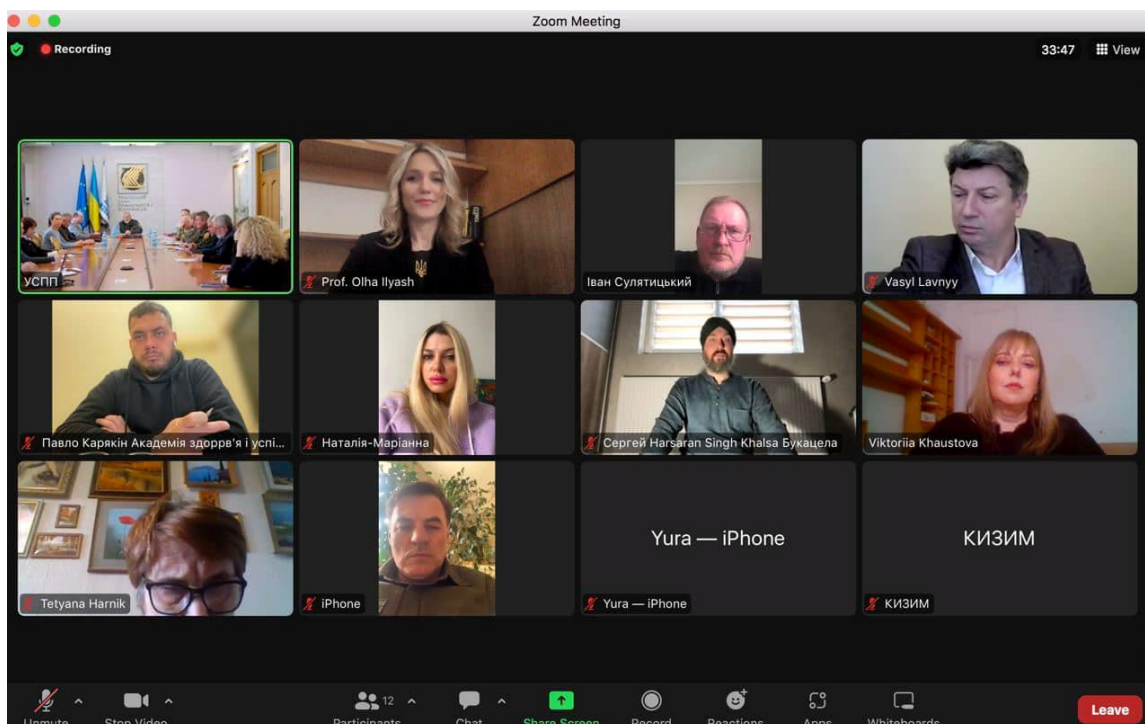 Zoom Meeting
Recording
33:47
View
УСПП
Prof. Olha Ilyash
Іван Сулятицький
Vasyl Lavnyy
Павло Карякін Академія здоррв'я і успі...
Наталія-Маріанна
Сергей Harsaran Singh Khalsa Букацела
Viktoriia Khaustova
Tetyana Harnik
iPhone
Yura — iPhone
Yura — iPhone
КИЗИМ
КИЗИМ
Unmute
Stop Video
12
Participants
Chat
Share Screen
Record
Reactions
Apps
Whiteboards
Leave